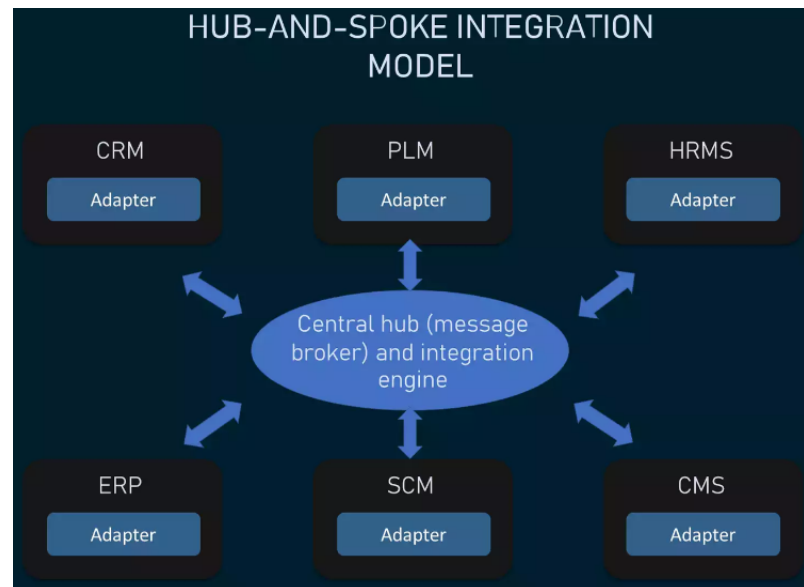 HUB-AND-SPOKE INTEGRATION
MODEL
CRM
PLM
HRMS
Adapter
Adapter
Adapter
Central hub (message
broker) and integration
engine
ERP
SCM
CMS
Adapter
Adapter
Adapter